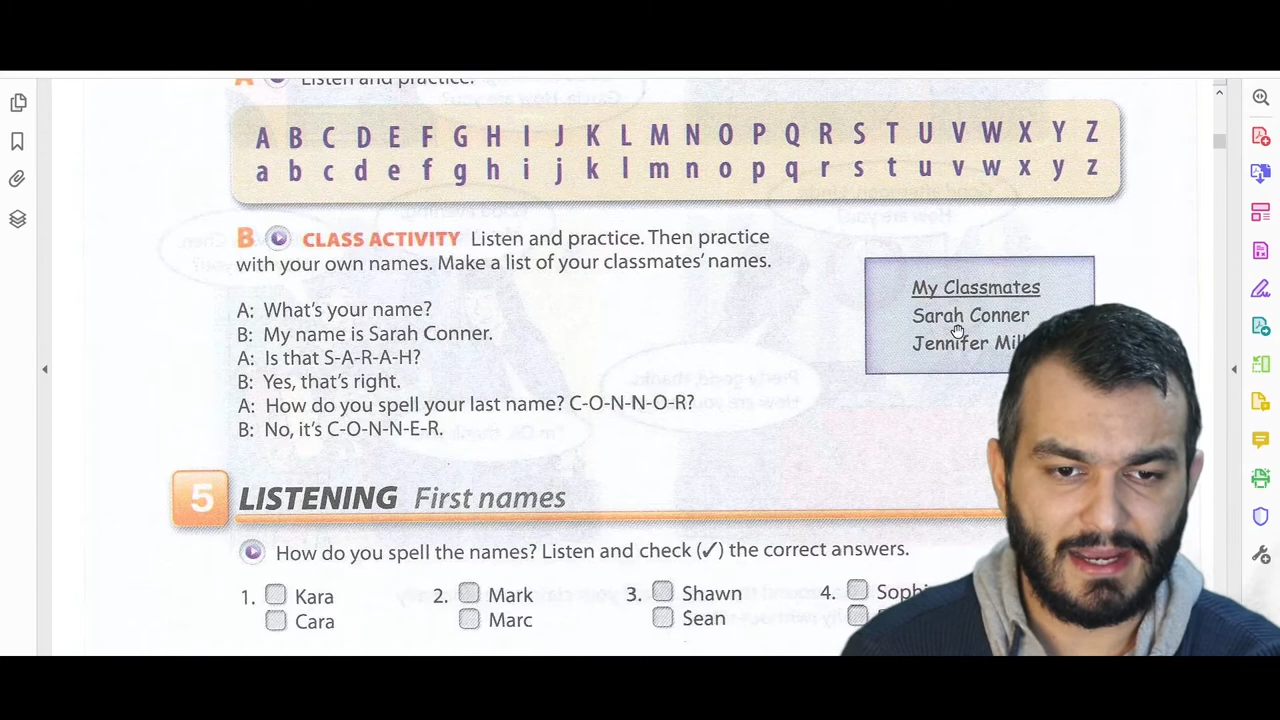 A Listen and practice.
A B C D E F G H I J K L M N O P Q R S T U V W X Y Z
a b c d e f g h i j k l m n o p q r s t u v w x y z
B CLASS ACTIVITY Listen and practice. Then practice
with your own names. Make a list of your classmates' names.
A: What's your name?
B: My name is Sarah Conner.
A: Is that S-A-R-A-H?
B: Yes, that's right.
A: How do you spell your last name? C-O-N-N-O-R?
B: No, it's C-O-N-N-E-R.
My Classmates
Sarah Conner
Jennifer
5 LISTENING First names
How do you spell the names? Listen and check (✓) the correct answers.
1. Kara 2. Mark 3. Shawn 4.
Cara Marc Sean